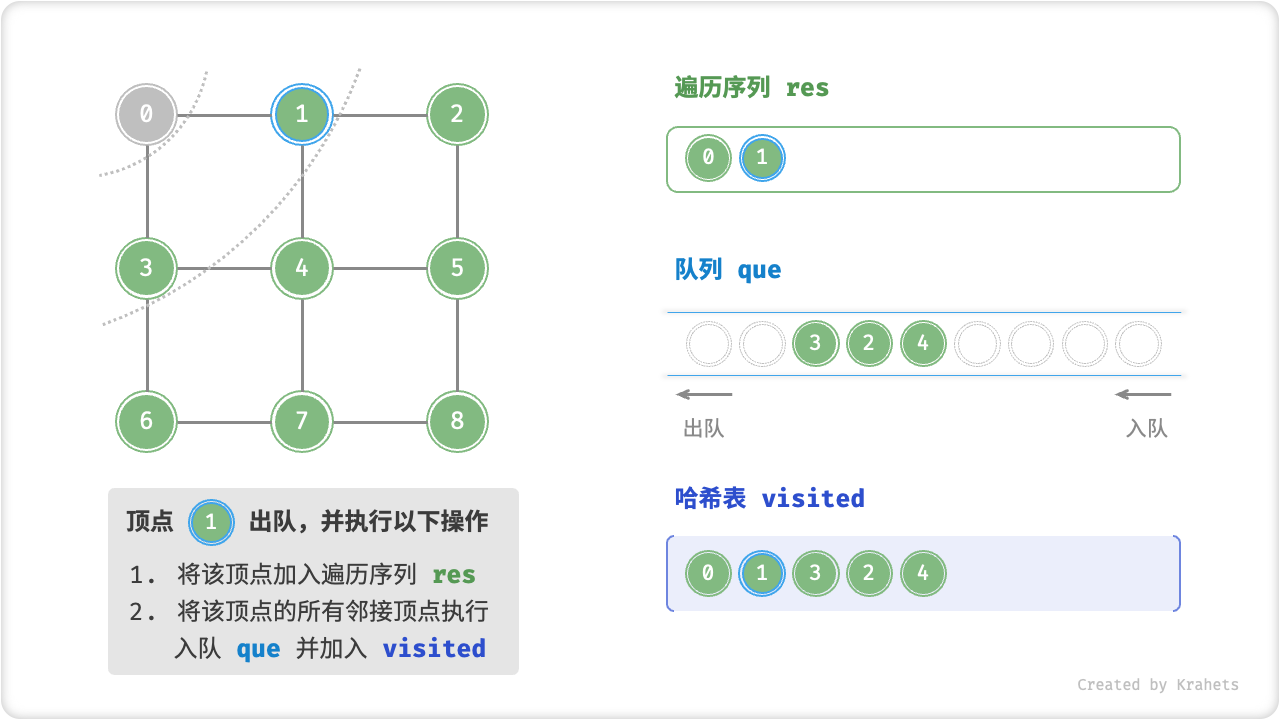 0 1 2
3 4 5
6 7 8
顶点 1 出队，并执行以下操作
1. 将该顶点加入遍历序列 res
2. 将该顶点的所有邻接顶点执行
入队 que 并加入 visited
遍历序列 res
0 1
队列 que
3 2 4
出队 入队
哈希表 visited
0 1 3 2 4
Created by Krahets